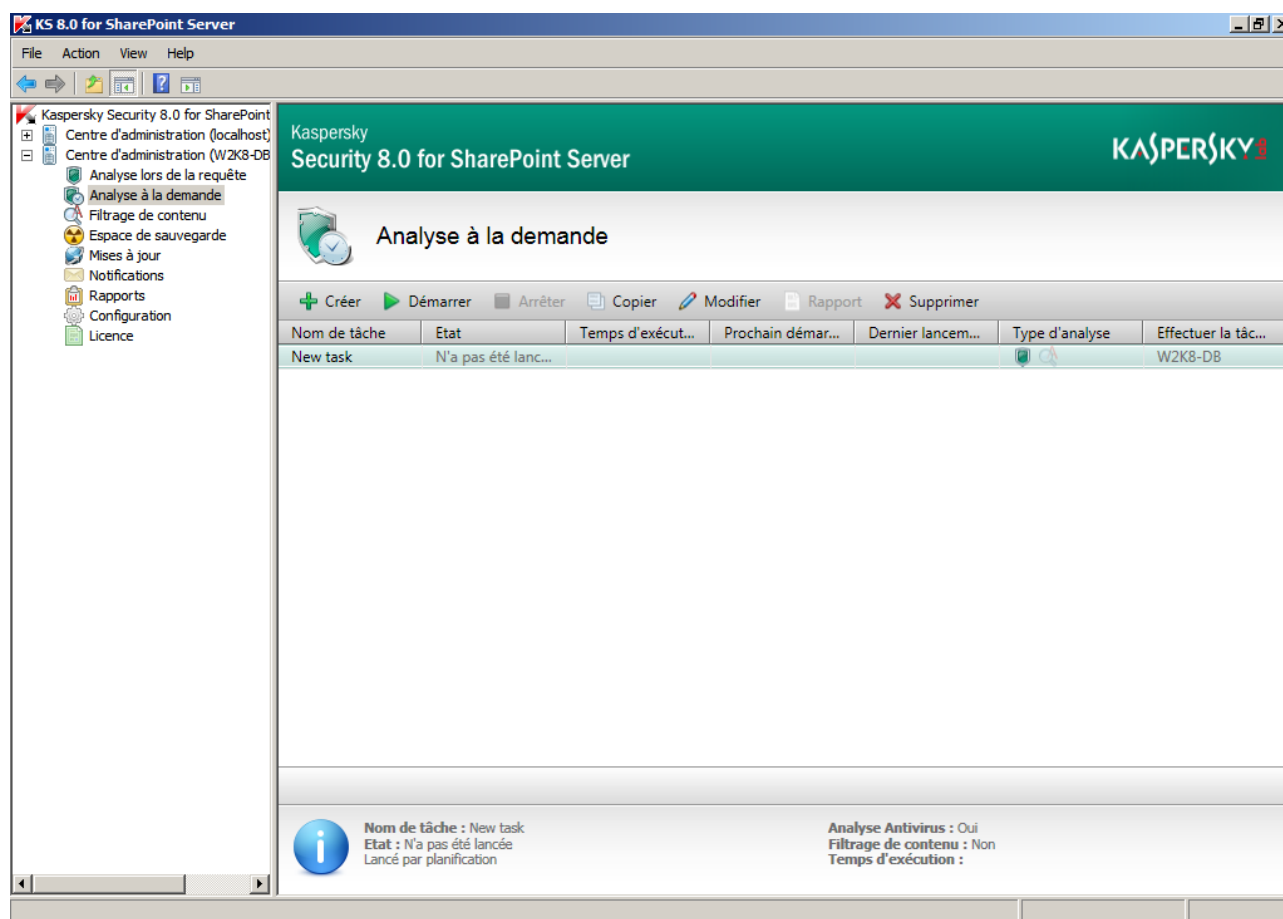 KS 8.0 for SharePoint Server
File Action View Help
Kaspersky Security 8.0 for SharePoint
Centre d'administration (localhost)
Centre d'administration (W2K8-DB
Analyse lors de la requête
Analyse à la demande
Filtrage de contenu
Espace de sauvegarde
Mises à jour
Notifications
Rapports
Configuration
Licence
Kaspersky
Security 8.0 for SharePoint Server
KASPERSKY
Analyse à la demande
Créer Démarrer Arrêter Copier Modifier Rapport Supprimer
Nom de tâche Etat Temps d'exécut... Prochain démar... Dernier lancem... Type d'analyse Effectuer la tâc...
New task N'a pas été lanc... W2K8-DB
Nom de tâche : New task
Etat : N'a pas été lancée
Lancé par planification
Analyse Antivirus : Oui
Filtrage de contenu : Non
Temps d'exécution :